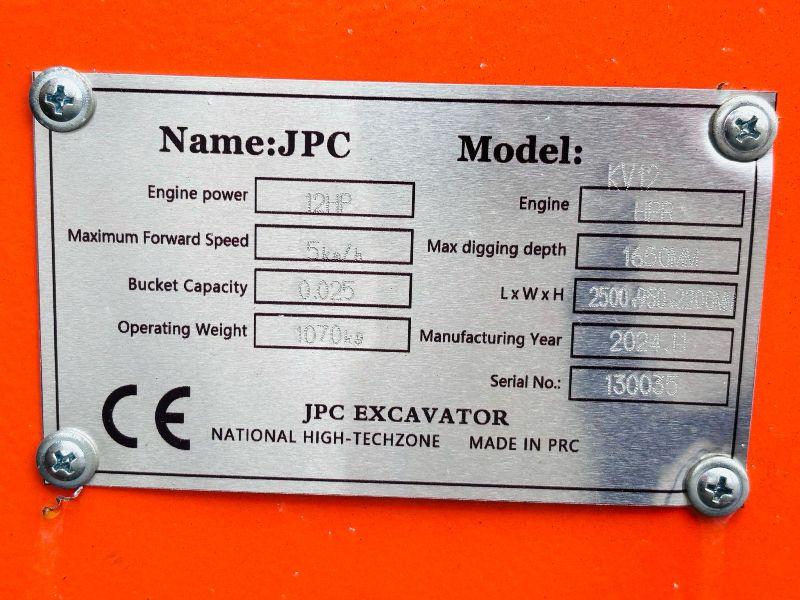 Name:JPC
Engine power 12HP
Maximum Forward Speed 5km/h
Bucket Capacity 0.025
Operating Weight 1070kg
Model: KV12
Engine
Max digging depth 1650MM
L x W x H 2500x950x2300MM
Manufacturing Year 2024.11
Serial No.: 130035
CE
JPC EXCAVATOR
NATIONAL HIGH-TECHZONE MADE IN PRC